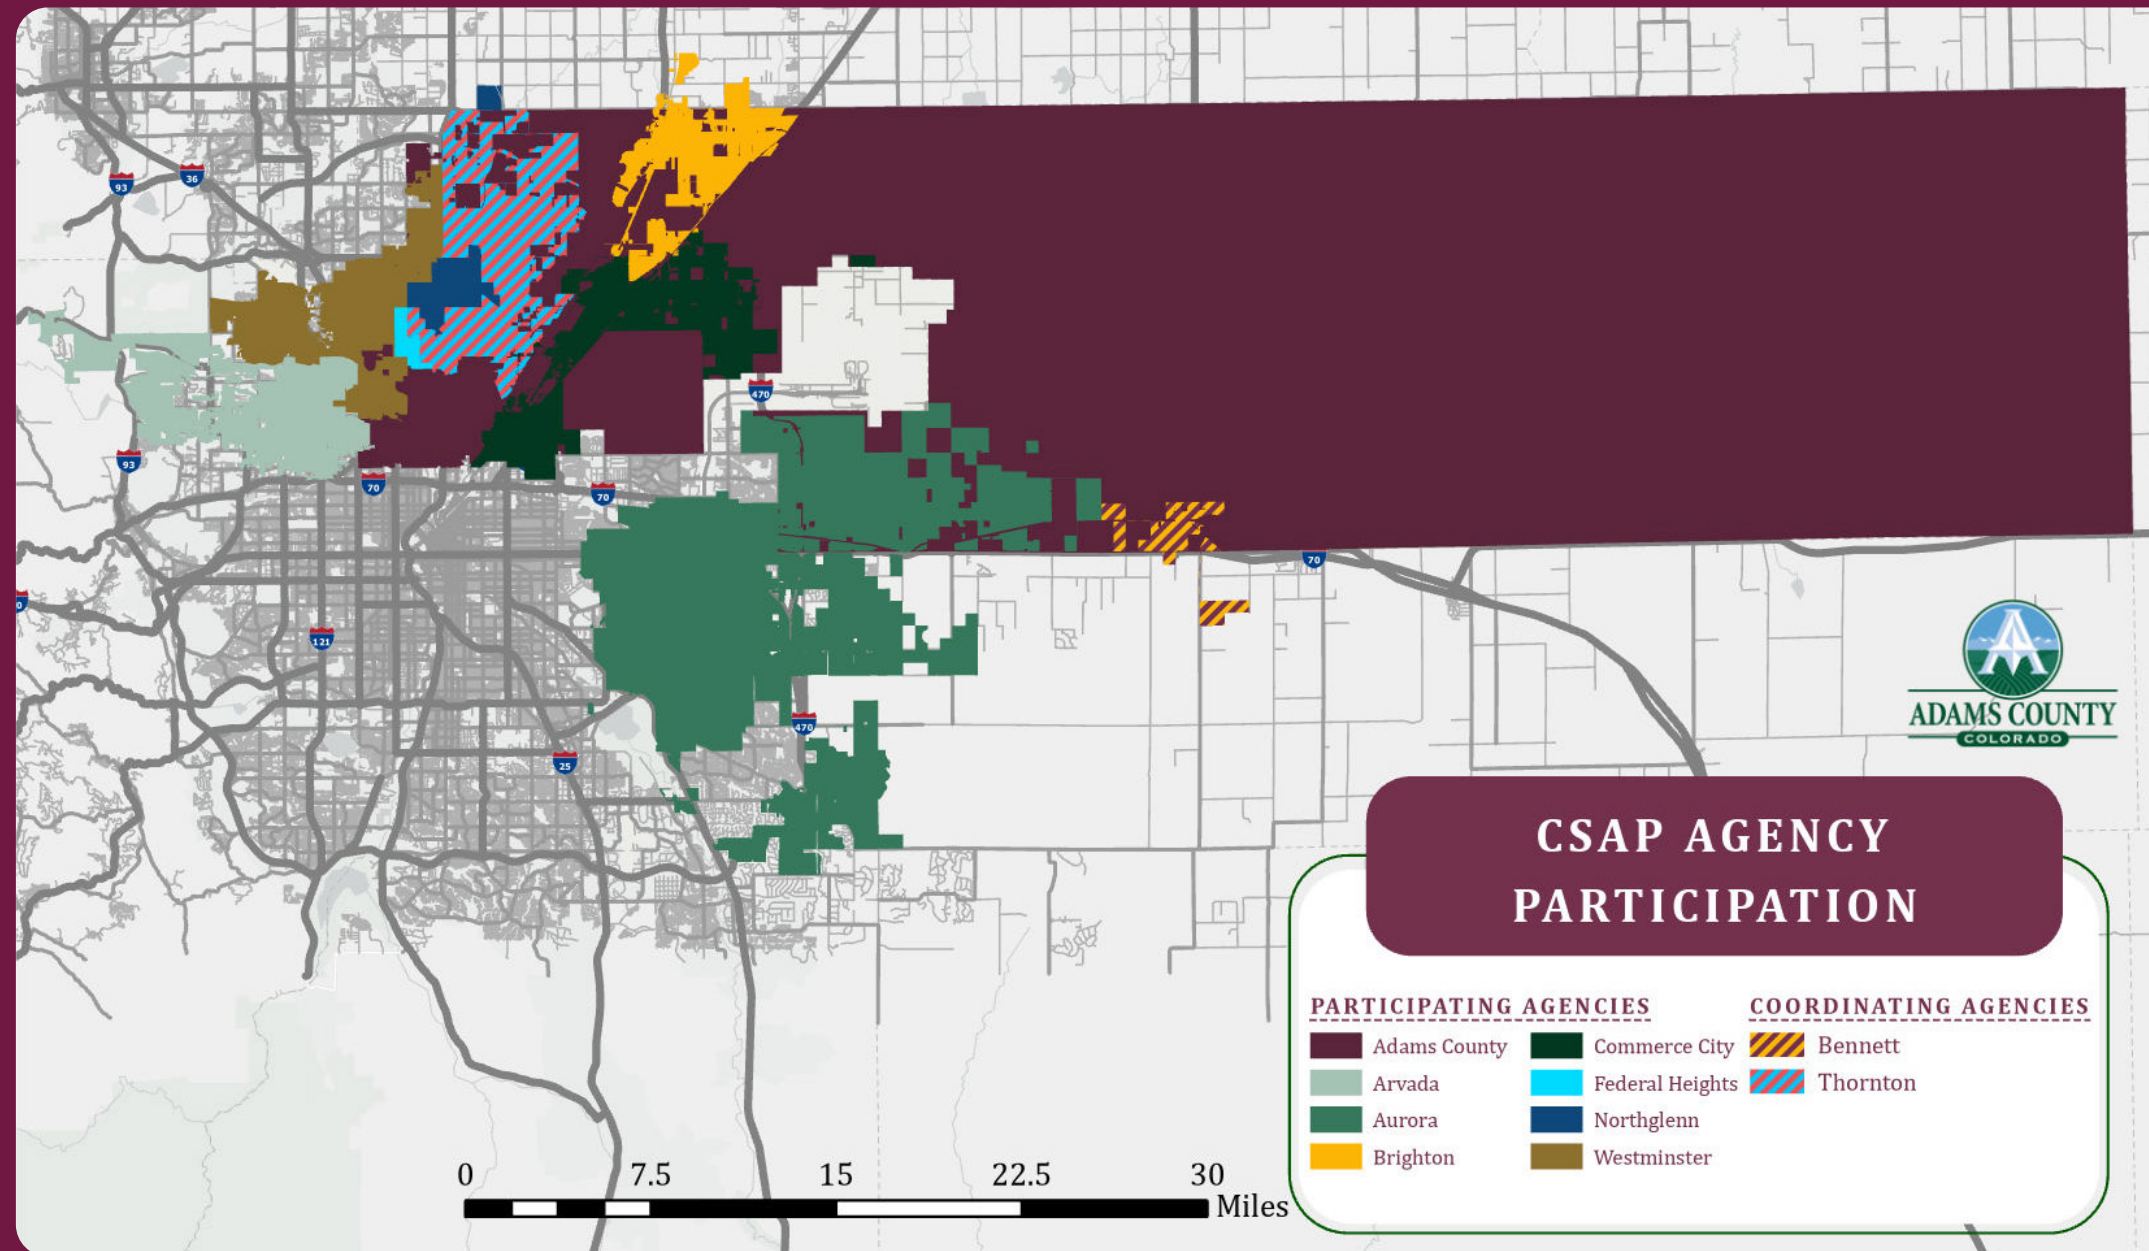 36
93
470
93
70
70
70
0
121
470
25
ADAMS COUNTY
COLORADO
CSAP AGENCY
PARTICIPATION
PARTICIPATING AGENCIES
Adams County
Arvada
Aurora
Brighton
Commerce City
Federal Heights
Northglenn
Westminster
COORDINATING AGENCIES
Bennett
Thornton
0 7.5 15 22.5 30
Miles